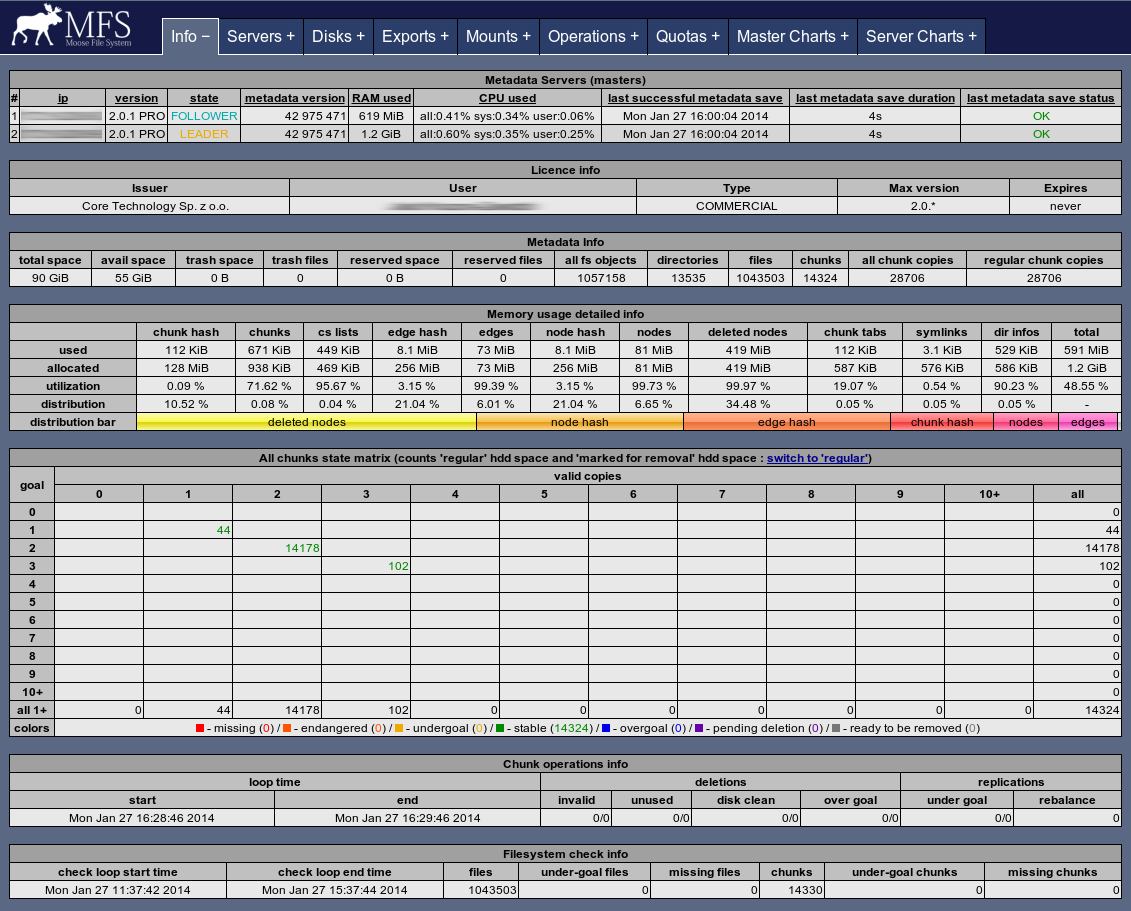 MFS
Moose File System
Info − Servers + Disks + Exports + Mounts + Operations + Quotas + Master Charts + Server Charts +
Metadata Servers (masters)
# ip version state metadata version RAM used CPU used last successful metadata save last metadata save duration last metadata save status
1 2.0.1 PRO FOLLOWER 42 975 471 619 MiB all:0.41% sys:0.34% user:0.06% Mon Jan 27 16:00:04 2014 4s OK
2 2.0.1 PRO LEADER 42 975 471 1.2 GiB all:0.60% sys:0.35% user:0.25% Mon Jan 27 16:00:04 2014 4s OK
Licence info
Issuer User Type Max version Expires
Core Technology Sp. z o.o. COMMERCIAL 2.0.* never
Metadata Info
total space avail space trash space trash files reserved space reserved files all fs objects directories files chunks all chunk copies regular chunk copies
90 GiB 55 GiB 0 B 0 0 B 0 1057158 13535 1043503 14324 28706 28706
Memory usage detailed info
chunk hash chunks cs lists edge hash edges node hash nodes deleted nodes chunk tabs symlinks dir infos total
used 112 KiB 671 KiB 449 KiB 8.1 MiB 73 MiB 8.1 MiB 81 MiB 419 MiB 112 KiB 3.1 KiB 529 KiB 591 MiB
allocated 128 MiB 938 KiB 469 KiB 256 MiB 73 MiB 256 MiB 81 MiB 419 MiB 587 KiB 576 KiB 586 KiB 1.2 GiB
utilization 0.09 % 71.62 % 95.67 % 3.15 % 99.39 % 3.15 % 99.73 % 99.97 % 19.07 % 0.54 % 90.23 % 48.55 %
distribution 10.52 % 0.08 % 0.04 % 21.04 % 6.01 % 21.04 % 6.65 % 34.48 % 0.05 % 0.05 % 0.05 % -
distribution bar deleted nodes node hash edge hash chunk hash nodes edges
All chunks state matrix (counts 'regular' hdd space and 'marked for removal' hdd space : switch to 'regular')
goal valid copies
0 1 2 3 4 5 6 7 8 9 10+ all
0 0
1 44 44
2 14178 14178
3 102 102
4 0
5 0
6 0
7 0
8 0
9 0
10+ 0
all 1+ 0 44 14178 102 0 0 0 0 0 0 0 14324
colors - missing (0) / - endangered (0) / - undergoal (0) / - stable (14324) / - overgoal (0) / - pending deletion (0) / - ready to be removed (0)
Chunk operations info
loop time deletions replications
start end invalid unused disk clean over goal under goal rebalance
Mon Jan 27 16:28:46 2014 Mon Jan 27 16:29:46 2014 0/0 0/0 0/0 0/0 0/0 0
Filesystem check info
check loop start time check loop end time files under-goal files missing files chunks under-goal chunks missing chunks
Mon Jan 27 11:37:42 2014 Mon Jan 27 15:37:44 2014 1043503 0 0 14330 0 0